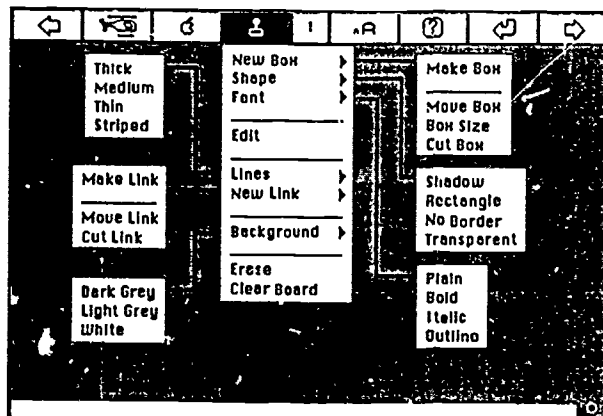 Thick
Medium
Thin
Striped
Make Link
Move Link
Cut Link
Dark Grey
Light Grey
White
New Box
Shape
Font
Edit
Lines
New Link
Background
Erase
Clear Board
Make Box
Move Box
Box Size
Cut Box
Shadow
Rectangle
No Border
Transparent
Plain
Bold
Italic
Outline